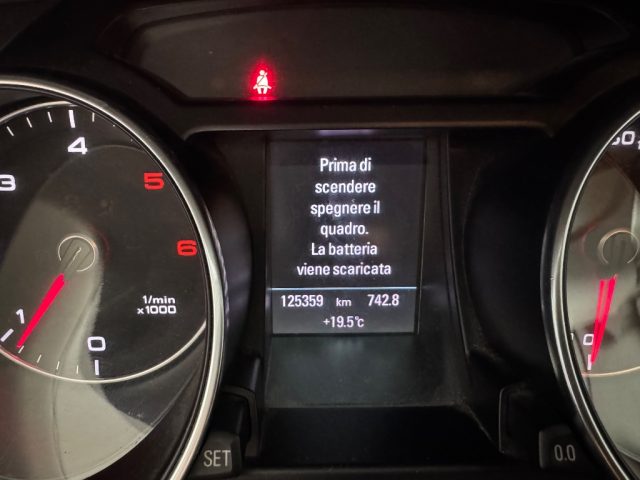 Prima di
scendere
spegnere il
quadro.
La batteria
viene scaricata
125359 km 742.8
+19.5°c
3
4
5
6
1/min
x1000
1
0
SET
0.0
0